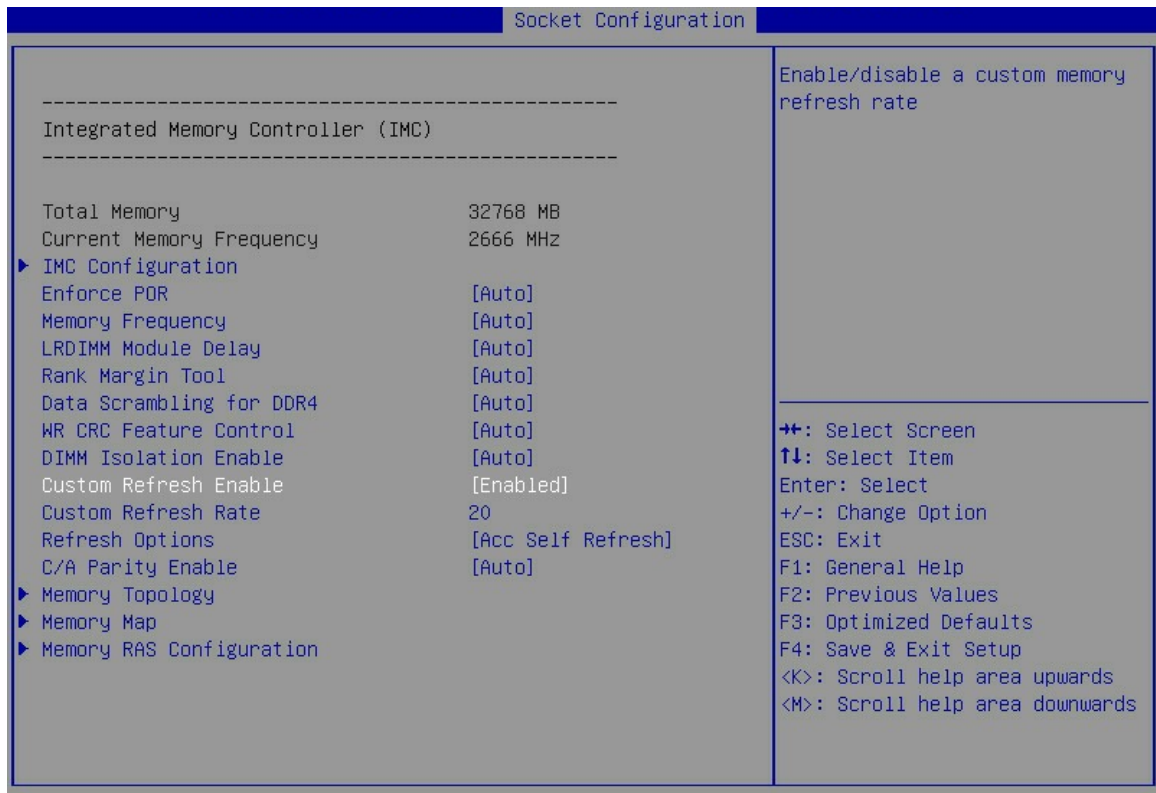 Socket Configuration
--------------------------------------------------
Integrated Memory Controller (IMC)
--------------------------------------------------
Total Memory 32768 MB
Current Memory Frequency 2666 MHz
▶ IMC Configuration
Enforce POR [Auto]
Memory Frequency [Auto]
LRDIMM Module Delay [Auto]
Rank Margin Tool [Auto]
Data Scrambling for DDR4 [Auto]
WR CRC Feature Control [Auto]
DIMM Isolation Enable [Auto]
Custom Refresh Enable [Enabled]
Custom Refresh Rate 20
Refresh Options [Acc Self Refresh]
C/A Parity Enable [Auto]
▶ Memory Topology
▶ Memory Map
▶ Memory RAS Configuration
Enable/disable a custom memory
refresh rate
→←: Select Screen
↑↓: Select Item
Enter: Select
+/-: Change Option
ESC: Exit
F1: General Help
F2: Previous Values
F3: Optimized Defaults
F4: Save & Exit Setup
<K>: Scroll help area upwards
<M>: Scroll help area downwards